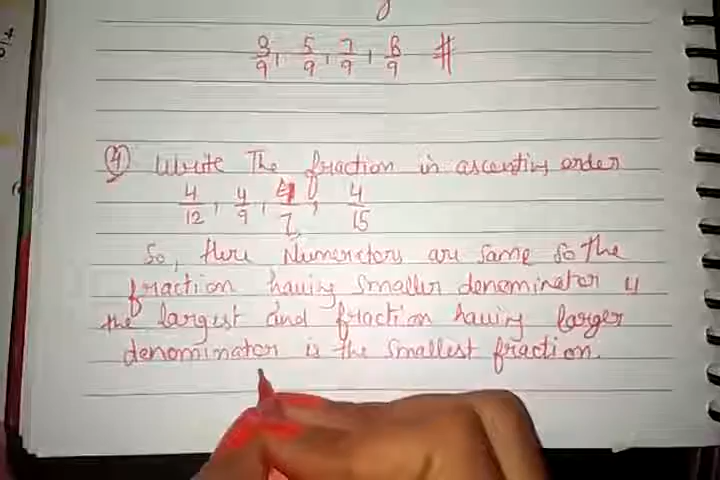 3/9, 5/9, 7/9, 8/9 #
④ Write The fraction in ascenting order
4/12, 4/9, 4/7, 4/15
So, there Numenators are same so the
fraction having smaller denominator is
the largest and fraction having larger
denominator is the smallest fraction.